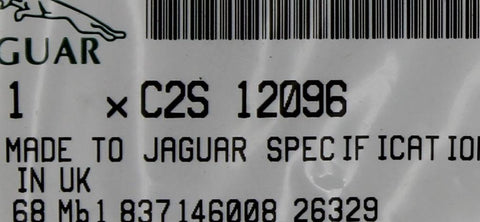 GUAR
1 x C2S 12096
MADE TO JAGUAR SPECIFICATIO
IN UK
68 Mb1 837146008 26329